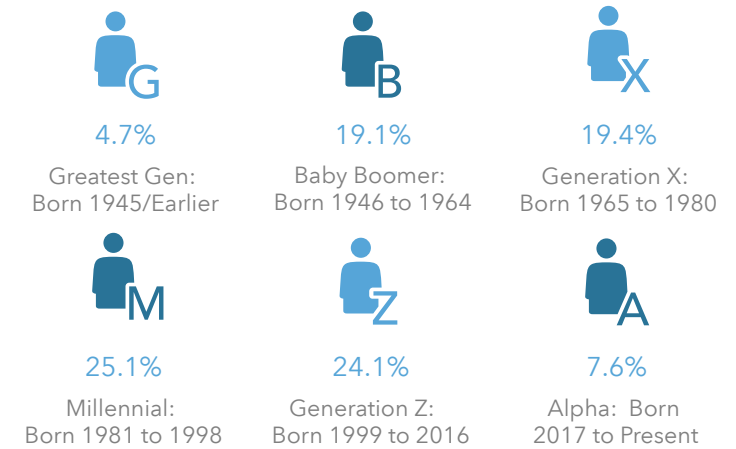 G
B
X
4.7%
19.1%
19.4%
Greatest Gen:
Born 1945/Earlier
Baby Boomer:
Born 1946 to 1964
Generation X:
Born 1965 to 1980
M
Z
A
25.1%
24.1%
7.6%
Millennial:
Born 1981 to 1998
Generation Z:
Born 1999 to 2016
Alpha:  Born
2017 to Present